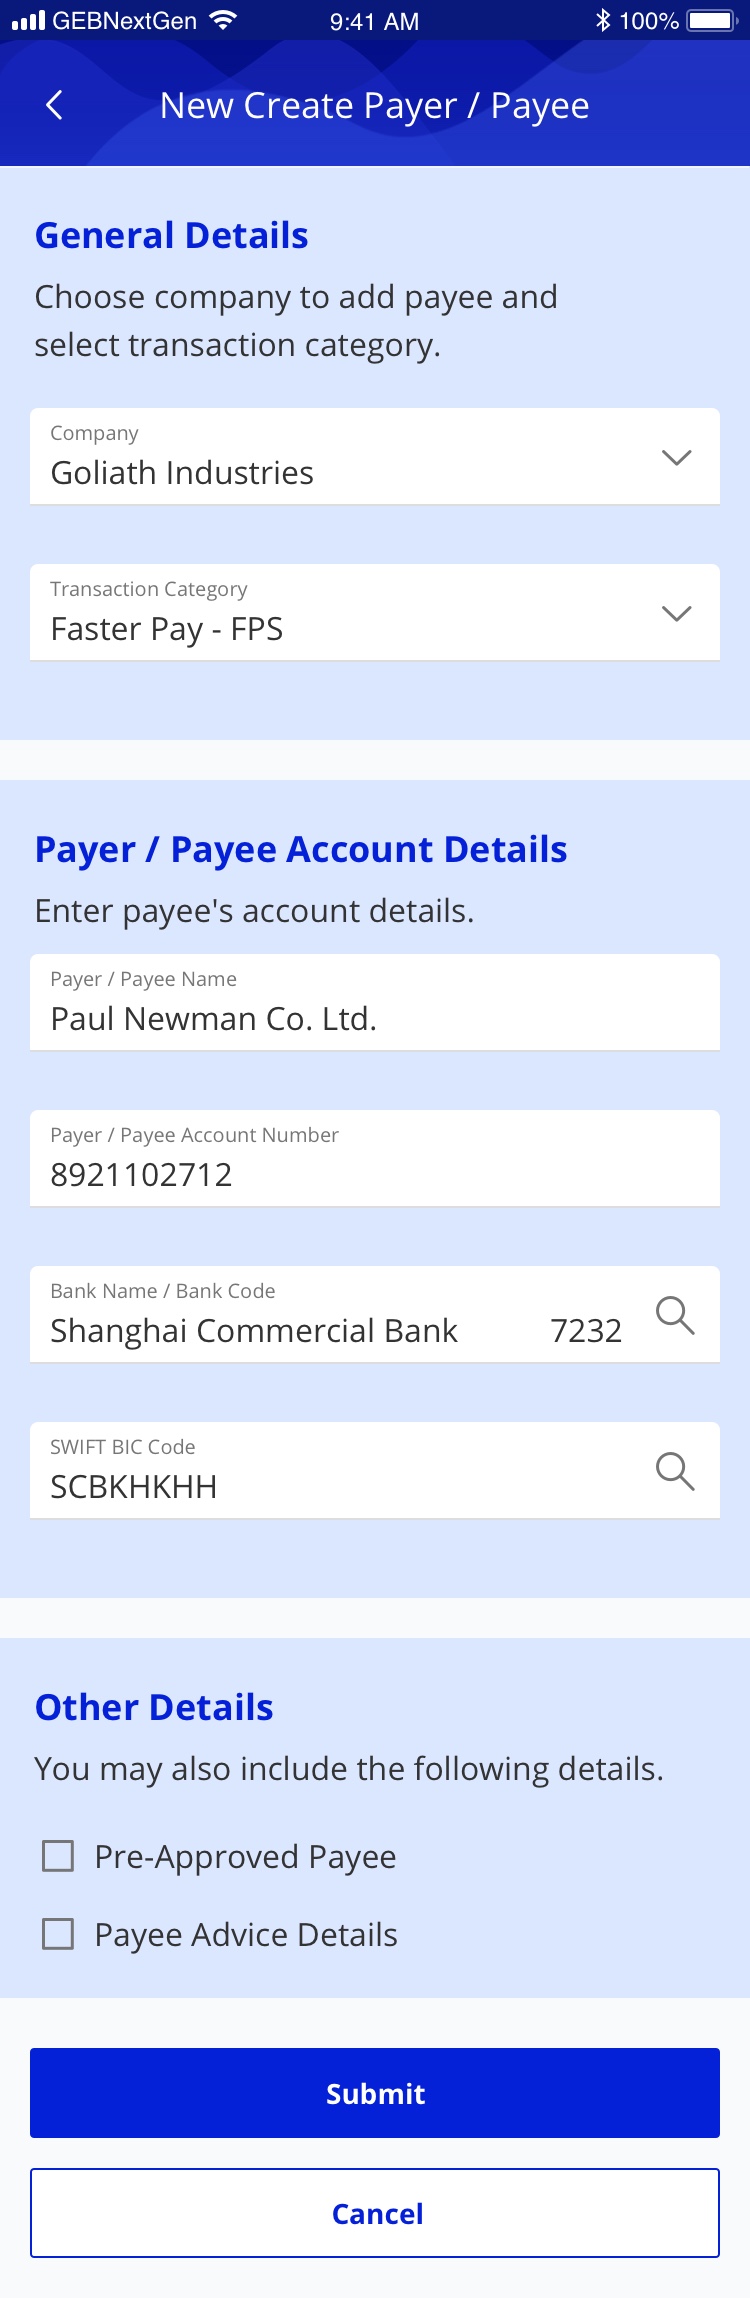 GEBNextGen 9:41 AM 100%
New Create Payer / Payee
General Details
Choose company to add payee and
select transaction category.
Company
Goliath Industries
Transaction Category
Faster Pay - FPS
Payer / Payee Account Details
Enter payee's account details.
Payer / Payee Name
Paul Newman Co. Ltd.
Payer / Payee Account Number
8921102712
Bank Name / Bank Code
Shanghai Commercial Bank 7232
SWIFT BIC Code
SCBKHKHH
Other Details
You may also include the following details.
Pre-Approved Payee
Payee Advice Details
Submit
Cancel